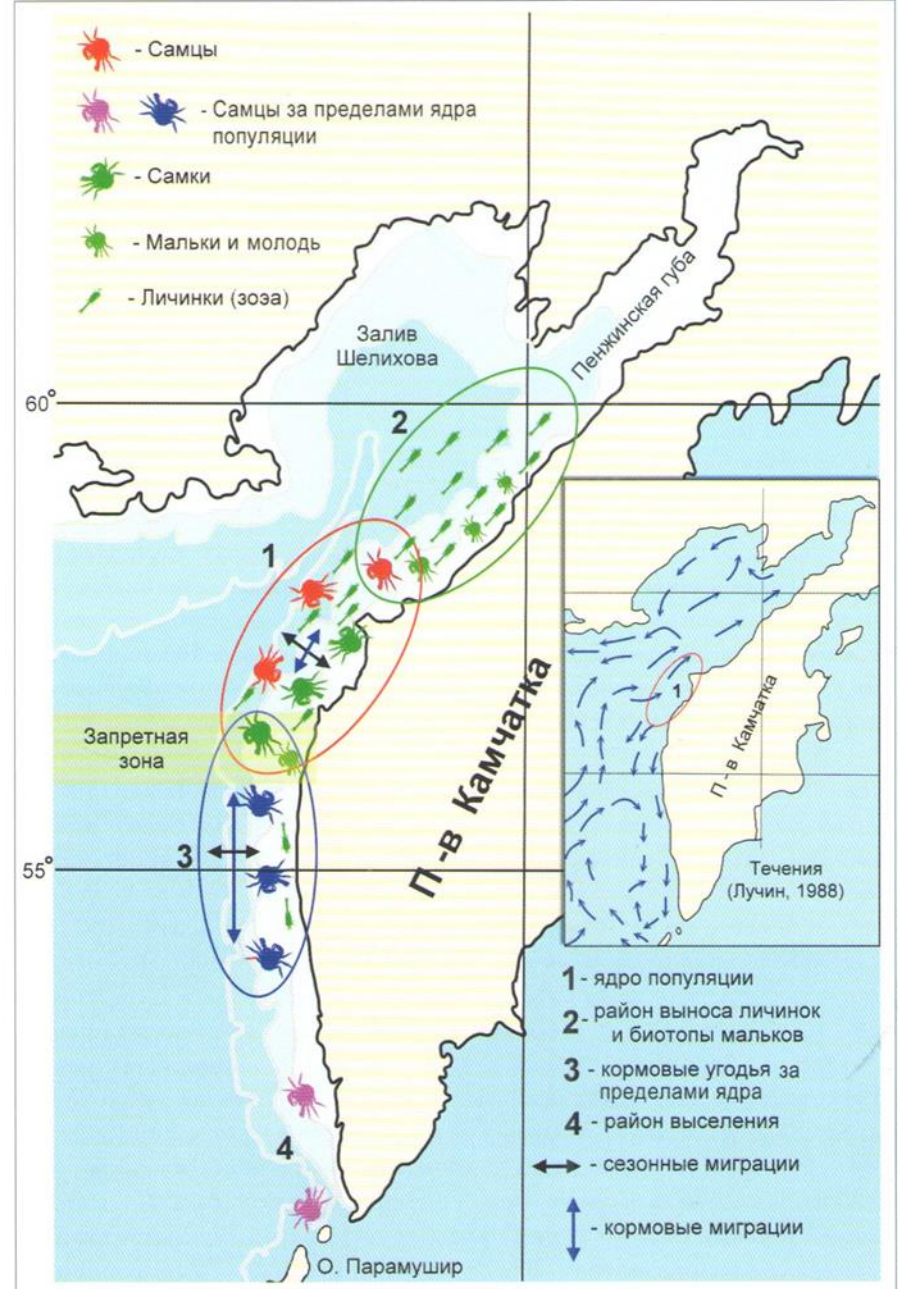 - Самцы
- Самцы за пределами ядра
популяции
- Самки
- Мальки и молодь
- Личинки (зоэа)
Залив
Шелихова
Пенжинская губа
60°
2
1
Запретная
зона
3
55°
4
П-в Камчатка
О. Парамушир
1
П-в Камчатка
Течения
(Лучин, 1988)
1 - ядро популяции
2 - район выноса личинок
и биотопы мальков
3 - кормовые угодья за
пределами ядра
4 - район выселения
- сезонные миграции
- кормовые миграции